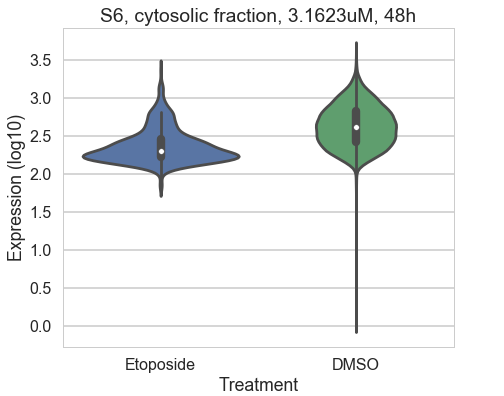 S6, cytosolic fraction, 3.1623uM, 48h
Expression (log10)
3.5
3.0
2.5
2.0
1.5
1.0
0.5
0.0
Etoposide DMSO
Treatment